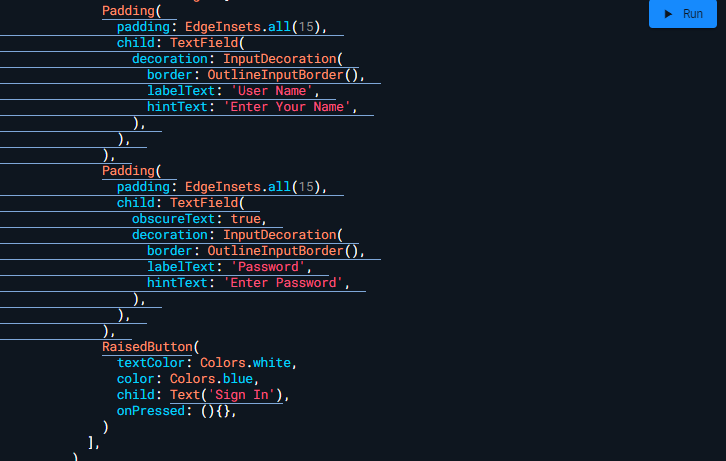 Run
Padding(
padding: EdgeInsets.all(15),
child: TextField(
decoration: InputDecoration(
border: OutlineInputBorder(),
labelText: 'User Name',
hintText: 'Enter Your Name',
),
),
),
Padding(
padding: EdgeInsets.all(15),
child: TextField(
obscureText: true,
decoration: InputDecoration(
border: OutlineInputBorder(),
labelText: 'Password',
hintText: 'Enter Password',
),
),
),
RaisedButton(
textColor: Colors.white,
color: Colors.blue,
child: Text('Sign In'),
onPressed: (){},
)
],
)